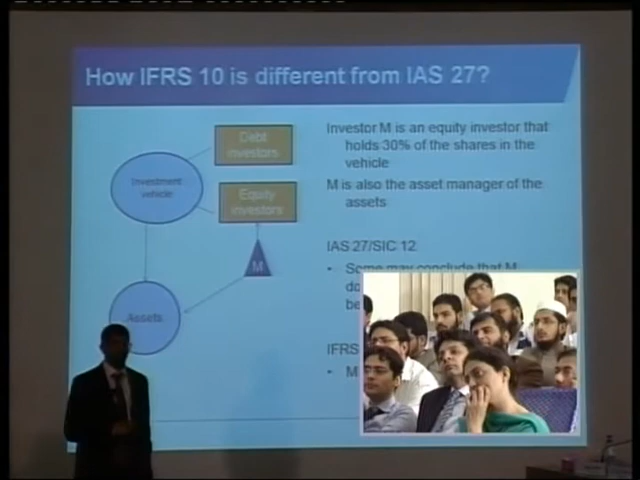 How IFRS 10 is different from IAS 27?
Debt
investors
Investment
vehicle
Equity
investors
M
Assets
Investor M is an equity investor that
holds 30% of the shares in the
vehicle
M is also the asset manager of the
assets
IAS 27/SIC 12
• Some may conclude that M
do
be
IFRS
• M